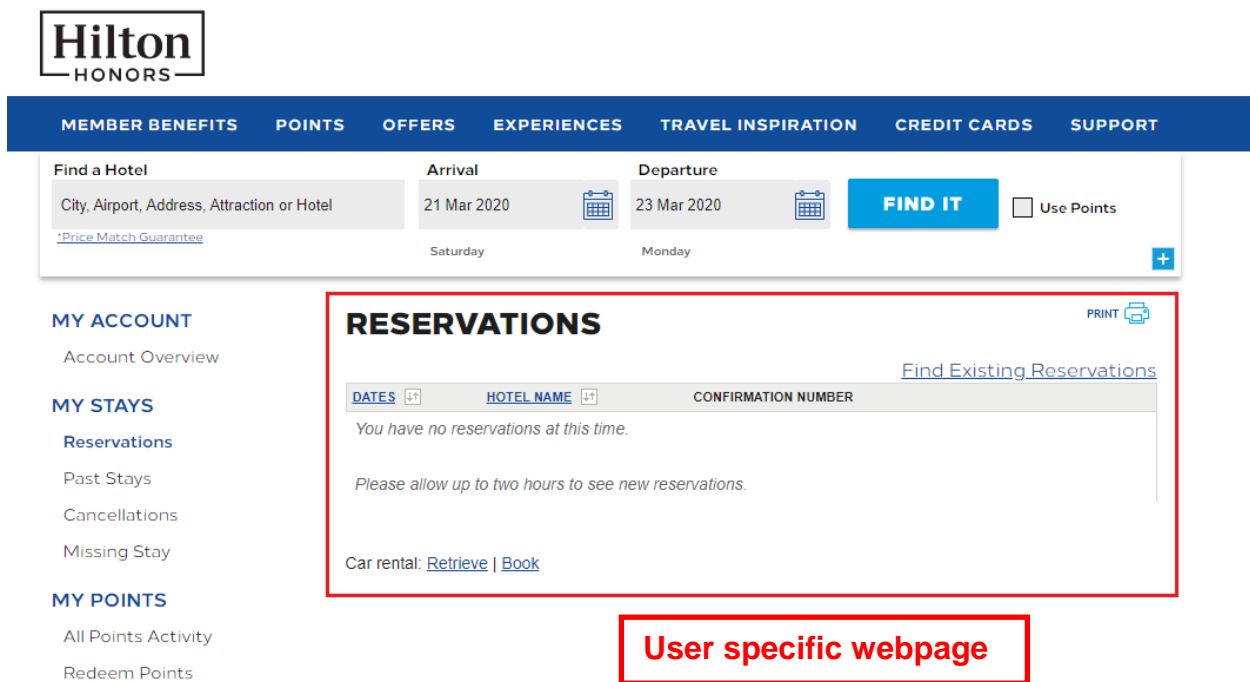 Hilton
HONORS
MEMBER BENEFITS POINTS OFFERS EXPERIENCES TRAVEL INSPIRATION CREDIT CARDS SUPPORT
Find a Hotel Arrival Departure
City, Airport, Address, Attraction or Hotel 21 Mar 2020 23 Mar 2020 FIND IT Use Points
*Price Match Guarantee
Saturday Monday
+
MY ACCOUNT
Account Overview
MY STAYS
Reservations
Past Stays
Cancellations
Missing Stay
MY POINTS
All Points Activity
Redeem Points
RESERVATIONS
PRINT
Find Existing Reservations
DATES HOTEL NAME CONFIRMATION NUMBER
You have no reservations at this time.
Please allow up to two hours to see new reservations.
Car rental: Retrieve | Book
User specific webpage